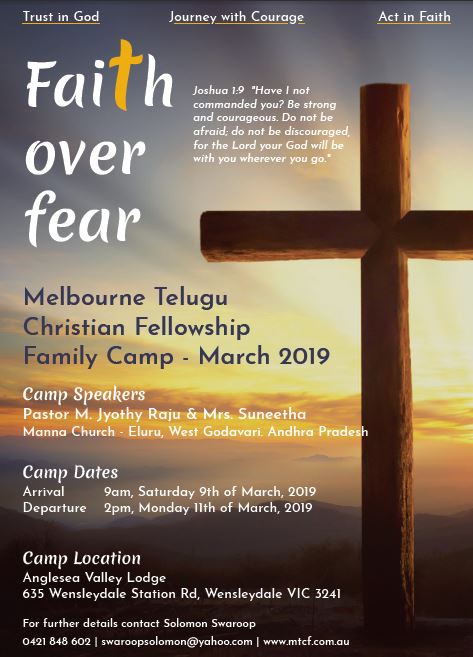 Trust in God Journey with Courage Act in Faith
Faith
over
fear
Joshua 1:9 "Have I not
commanded you? Be strong
and courageous. Do not be
afraid; do not be discouraged,
for the Lord your God will be
with you wherever you go."
Melbourne Telugu
Christian Fellowship
Family Camp - March 2019
Camp Speakers
Pastor M. Jyothy Raju & Mrs. Suneetha
Manna Church - Eluru, West Godavari. Andhra Pradesh
Camp Dates
Arrival 9am, Saturday 9th of March, 2019
Departure 2pm, Monday 11th of March, 2019
Camp Location
Anglesea Valley Lodge
635 Wensleydale Station Rd, Wensleydale VIC 3241
For further details contact Solomon Swaroop
0421 848 602 | swaroopsolomon@yahoo.com | www.mtcf.com.au